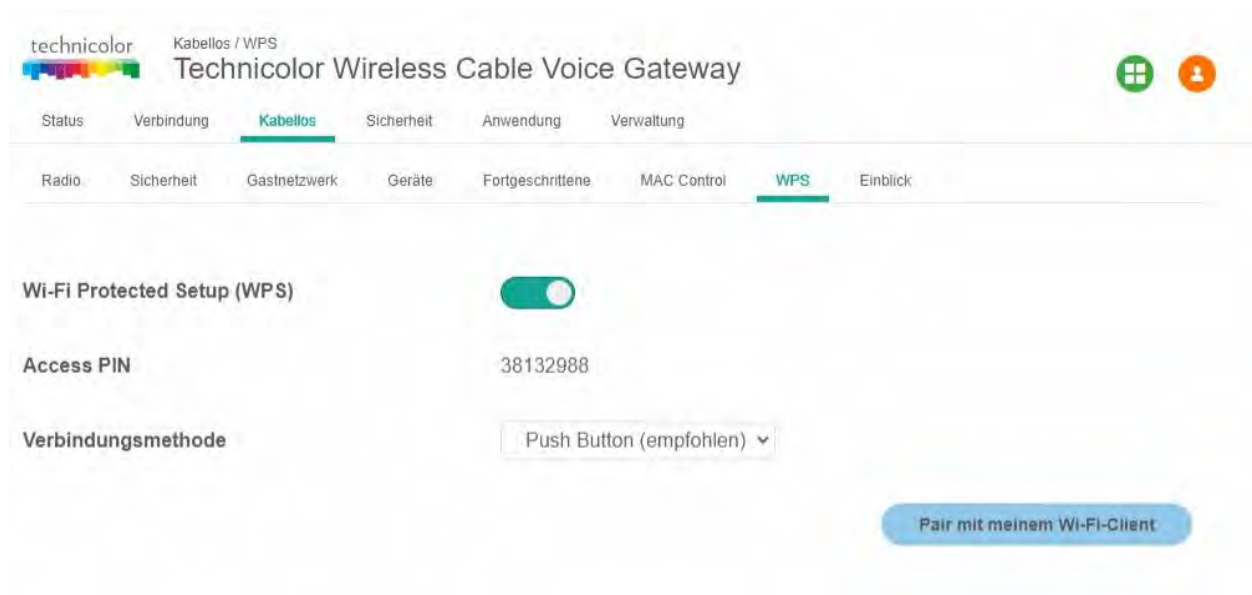 technicolor
Kabellos / WPS
Technicolor Wireless Cable Voice Gateway
Status Verbindung Kabellos Sicherheit Anwendung Verwaltung
Radio Sicherheit Gastnetzwerk Geräte Fortgeschrittene MAC Control WPS Einblick
Wi-Fi Protected Setup (WPS)
Access PIN 38132988
Verbindungsmethode Push Button (empfohlen)
Pair mit meinem Wi-Fi-Client